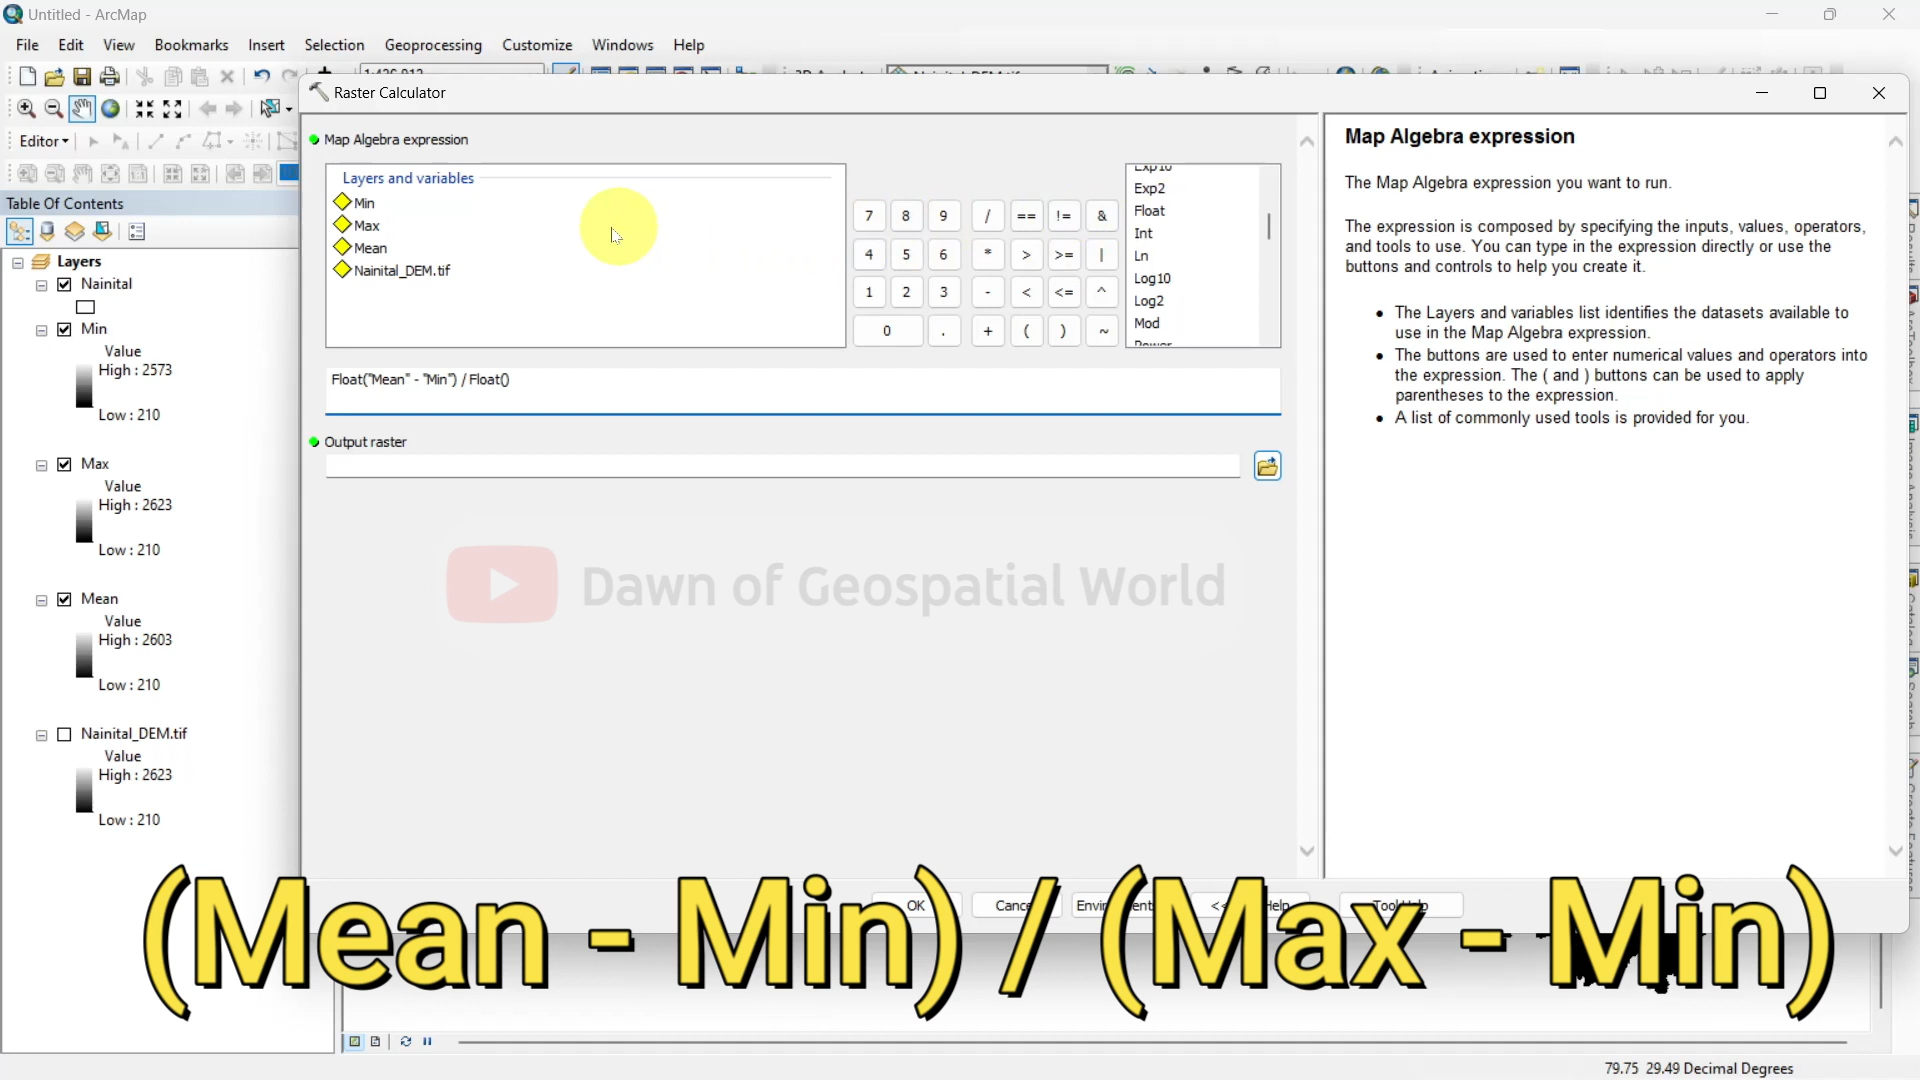 Untitled - ArcMap
File Edit View Bookmarks Insert Selection Geoprocessing Customize Windows Help
Raster Calculator
Editor
Table Of Contents
Layers
Nainital
Min
Value
High : 2573
Low : 210
Max
Value
High : 2623
Low : 210
Mean
Value
High : 2603
Low : 210
Nainital_DEM.tif
Value
High : 2623
Low : 210
Map Algebra expression
Layers and variables
Min
Max
Mean
Nainital_DEM.tif
7 8 9 / == != &
4 5 6 * > >= |
1 2 3 - < <= ^
0 . + ( ) ~
Exp10
Exp2
Float
Int
Ln
Log10
Log2
Mod
Power
Float("Mean" - "Min") / Float()
Output raster
Dawn of Geospatial World
OK
Map Algebra expression
The Map Algebra expression you want to run.
The expression is composed by specifying the inputs, values, operators,
and tools to use. You can type in the expression directly or use the
buttons and controls to help you create it.
• The Layers and variables list identifies the datasets available to
use in the Map Algebra expression.
• The buttons are used to enter numerical values and operators into
the expression. The ( and ) buttons can be used to apply
parentheses to the expression.
• A list of commonly used tools is provided for you.
(Mean - Min) / (Max - Min)
79.75 29.49 Decimal Degrees